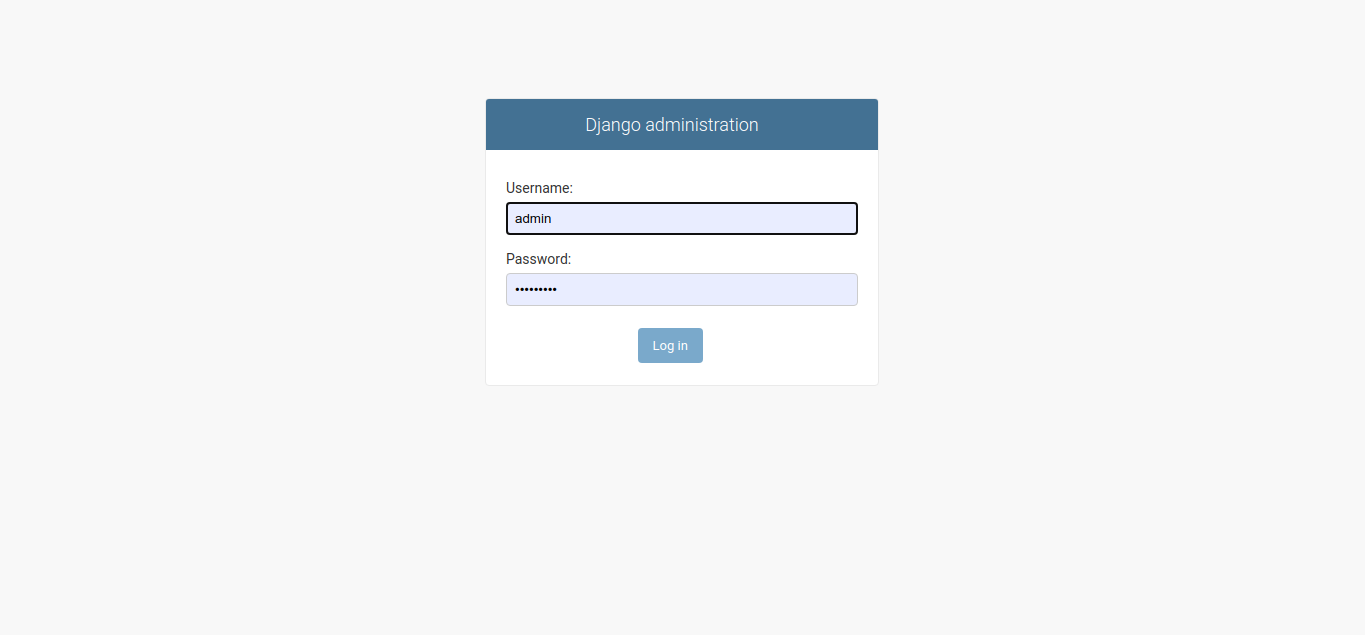 Django administration
Username:
admin
Password:
•••••••••
Log in